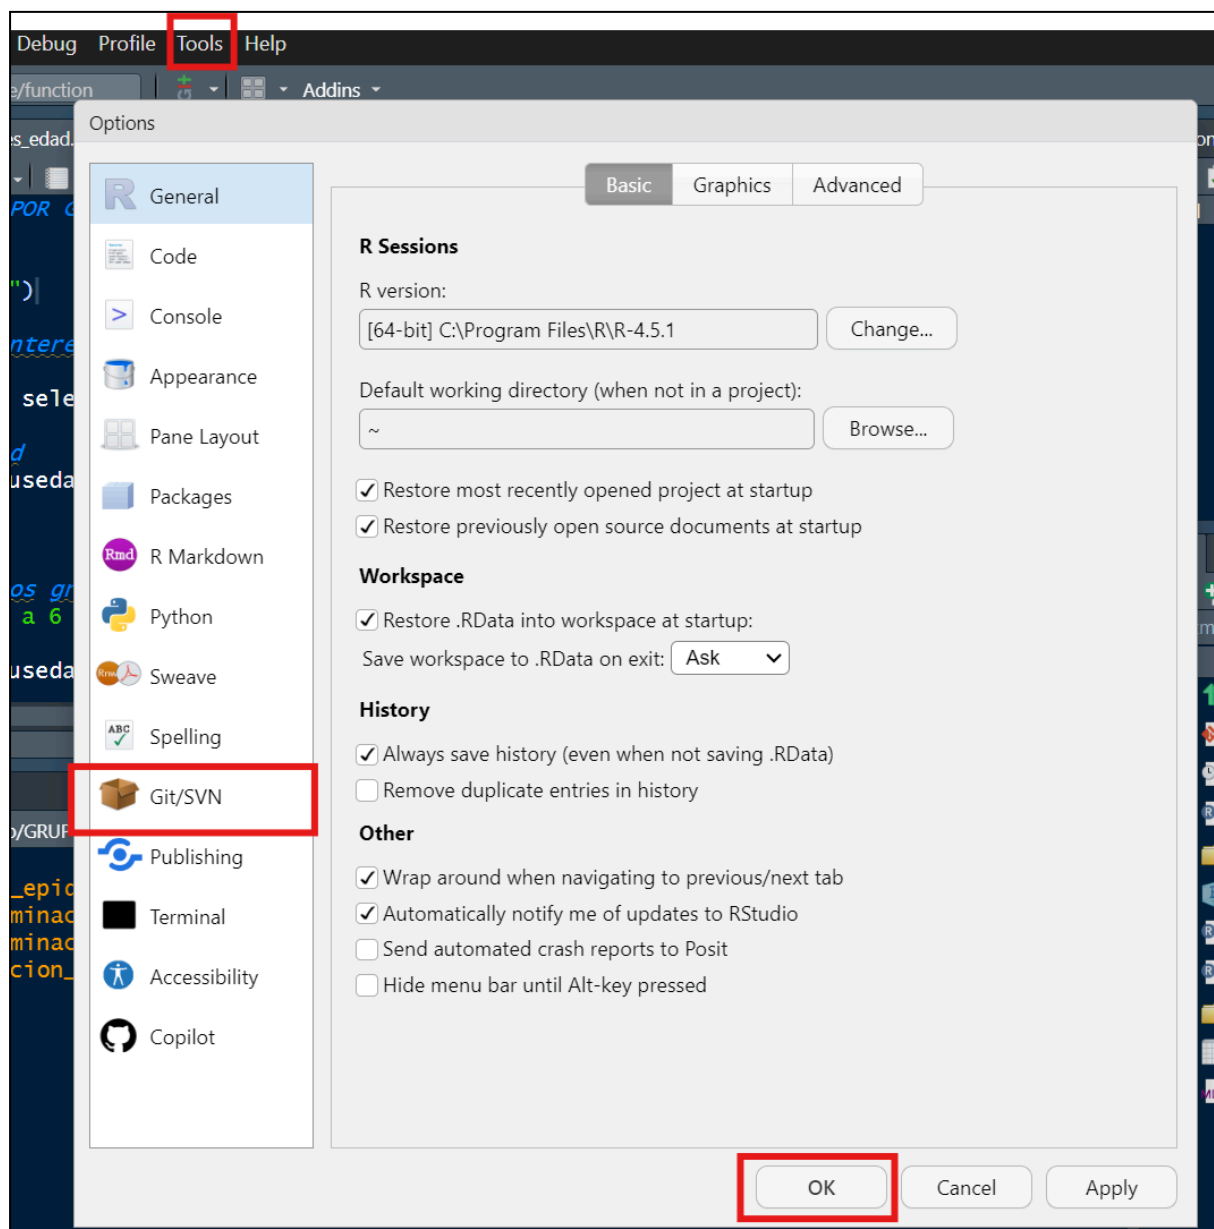 Debug Profile Tools Help
e/function
Addins
Options
s_edad.
General
Basic Graphics Advanced
POR
Code
R Sessions
")
Console
R version:
[64-bit] C:\Program Files\R\R-4.5.1 Change...
ntere
Appearance
Default working directory (when not in a project):
sele
Pane Layout
~ Browse...
d
useda
Packages
Restore most recently opened project at startup
Restore previously open source documents at startup
R Markdown
Workspace
os gr
a 6
Python
Restore .RData into workspace at startup:
Save workspace to .RData on exit: Ask
useda
Sweave
History
Spelling
Always save history (even when not saving .RData)
Git/SVN
Remove duplicate entries in history
o/GRUP
Other
Publishing
Wrap around when navigating to previous/next tab
_epid
minac
Terminal
Automatically notify me of updates to RStudio
minac
Send automated crash reports to Posit
cion_
Accessibility
Hide menu bar until Alt-key pressed
Copilot
OK Cancel Apply